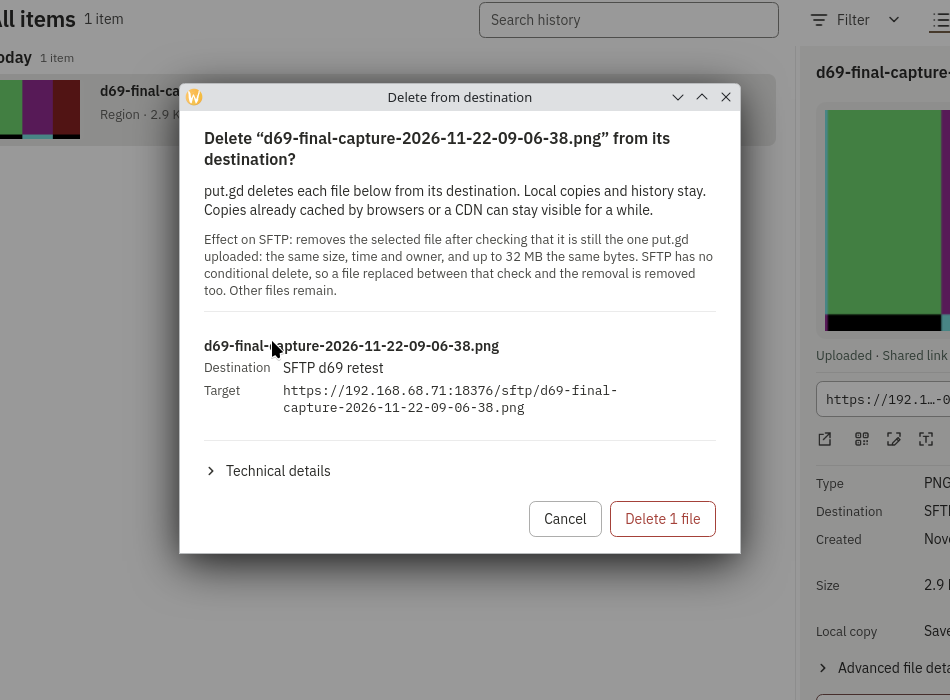 All items 1 item
Search history
Filter
oday 1 item
d69-final-ca
Region · 2.9 K
Delete from destination
Delete “d69-final-capture-2026-11-22-09-06-38.png” from its
destination?
put.gd deletes each file below from its destination. Local copies and history stay.
Copies already cached by browsers or a CDN can stay visible for a while.
Effect on SFTP: removes the selected file after checking that it is still the one put.gd
uploaded: the same size, time and owner, and up to 32 MB the same bytes. SFTP has no
conditional delete, so a file replaced between that check and the removal is removed
too. Other files remain.
d69-final-capture-2026-11-22-09-06-38.png
Destination SFTP d69 retest
Target https://192.168.68.71:18376/sftp/d69-final-
capture-2026-11-22-09-06-38.png
Technical details
Cancel
Delete 1 file
d69-final-capture-
Uploaded · Shared link
https://192.1…-0
Type PNG
Destination SFT
Created Nov
Size 2.9
Local copy Save
Advanced file deta